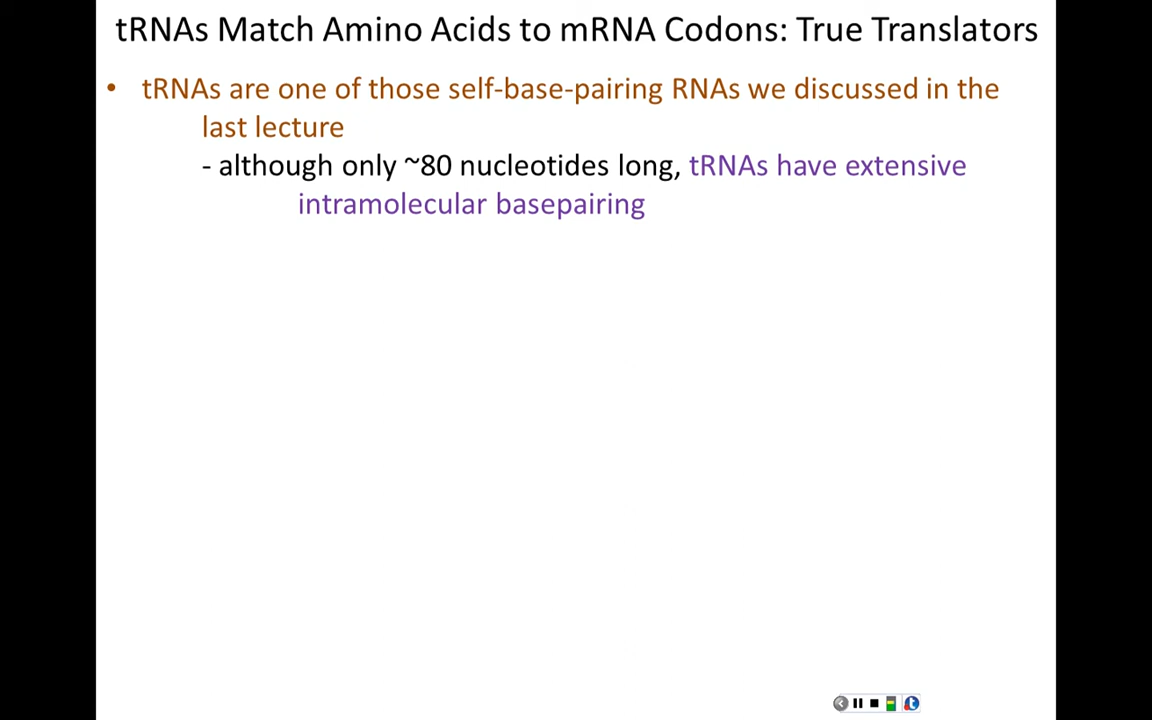 tRNAs Match Amino Acids to mRNA Codons: True Translators
• tRNAs are one of those self-base-pairing RNAs we discussed in the
last lecture
- although only ~80 nucleotides long, tRNAs have extensive
intramolecular basepairing